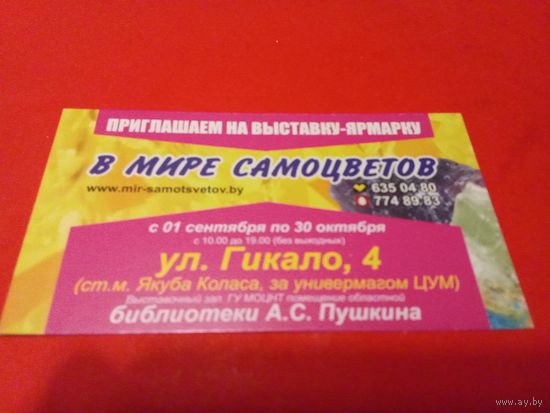 ПРИГЛАШАЕМ НА ВЫСТАВКУ-ЯРМАРКУ
В МИРЕ САМОЦВЕТОВ
www.mir-samotsvetov.by
635 04 80
774 89 83
с 01 сентября по 30 октября
с 10.00 до 19.00 (без выходных)
ул. Гикало, 4
(ст.м. Якуба Коласа, за универмагом ЦУМ)
Выставочный зал ГУ МОЦНТ помещение областной
библиотеки А.С. Пушкина
www.ay.by